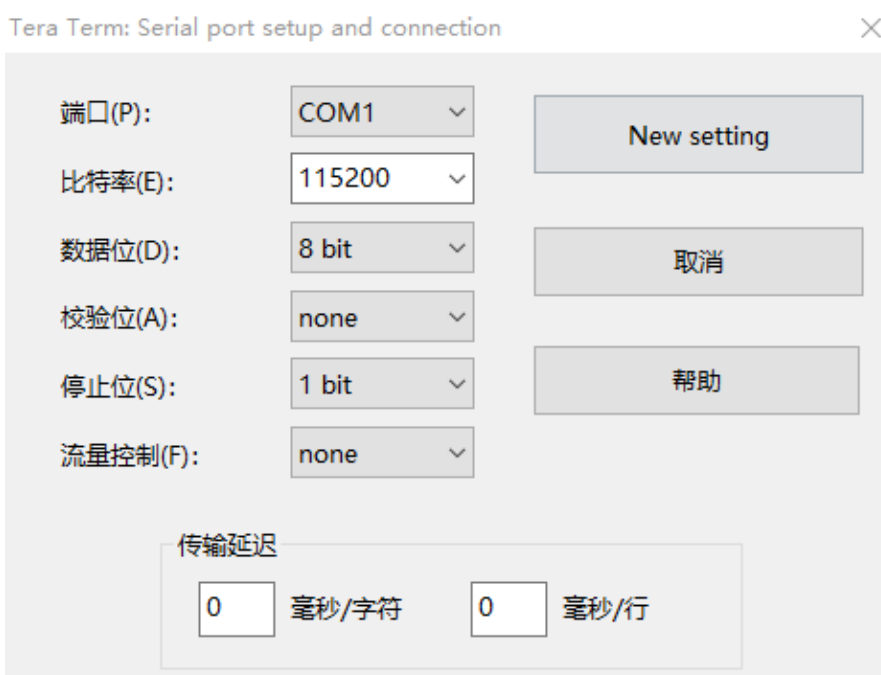 Tera Term: Serial port setup and connection
端口(P): COM1 New setting
比特率(E): 115200
数据位(D): 8 bit 取消
校验位(A): none
停止位(S): 1 bit 帮助
流量控制(F): none
传输延迟
0 毫秒/字符 0 毫秒/行